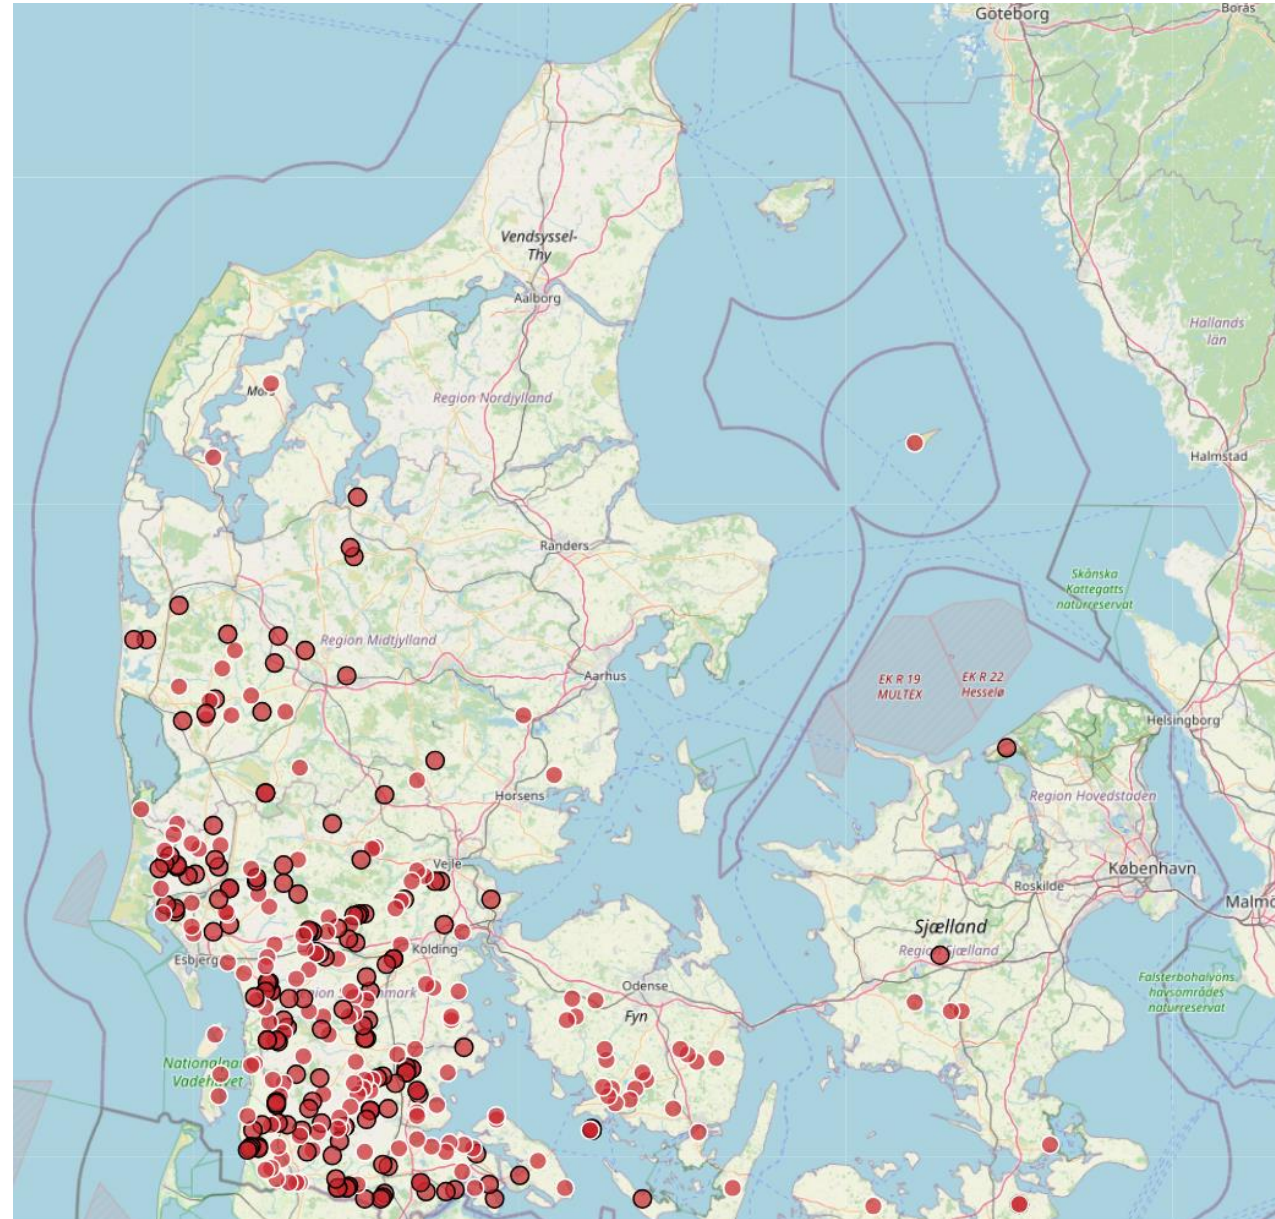 Göteborg
Borås
Vendsyssel-
Thy
Aalborg
Hallands
län
Region Nordjylland
Halmstad
Randers
Skånska
Kattegatts
naturreservat
Region Midtjylland
Aarhus
EK R 19
MULTEX
EK R 22
Hesselø
Helsingborg
Horsens
Region Hovedstaden
Vejle
København
Roskilde
Malmö
Sjælland
Region Sjælland
Kolding
Esbjerg
Odense
Fyn
Falsterbohalvöns
havsområdes
naturreservat
Vadehavet